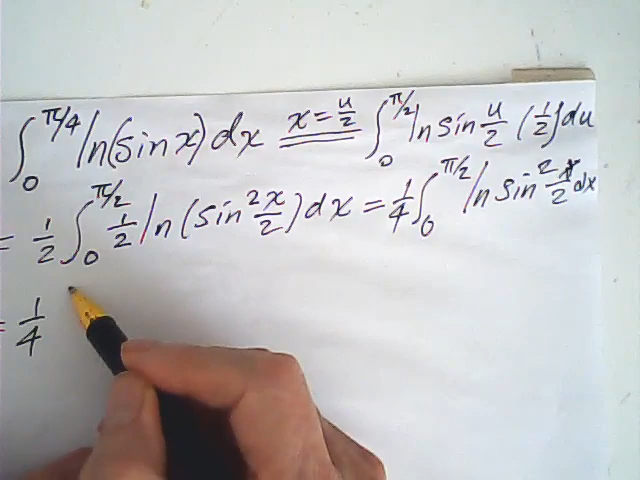 ∫₀^π/4 ln(sin x) dx x = u/2 ∫₀^π/2 ln sin u/2 (1/2) du
= 1/2 ∫₀^π/2 1/2 ln (sin² x/2) dx = 1/4 ∫₀^π/2 ln sin² x/2 dx
= 1/4